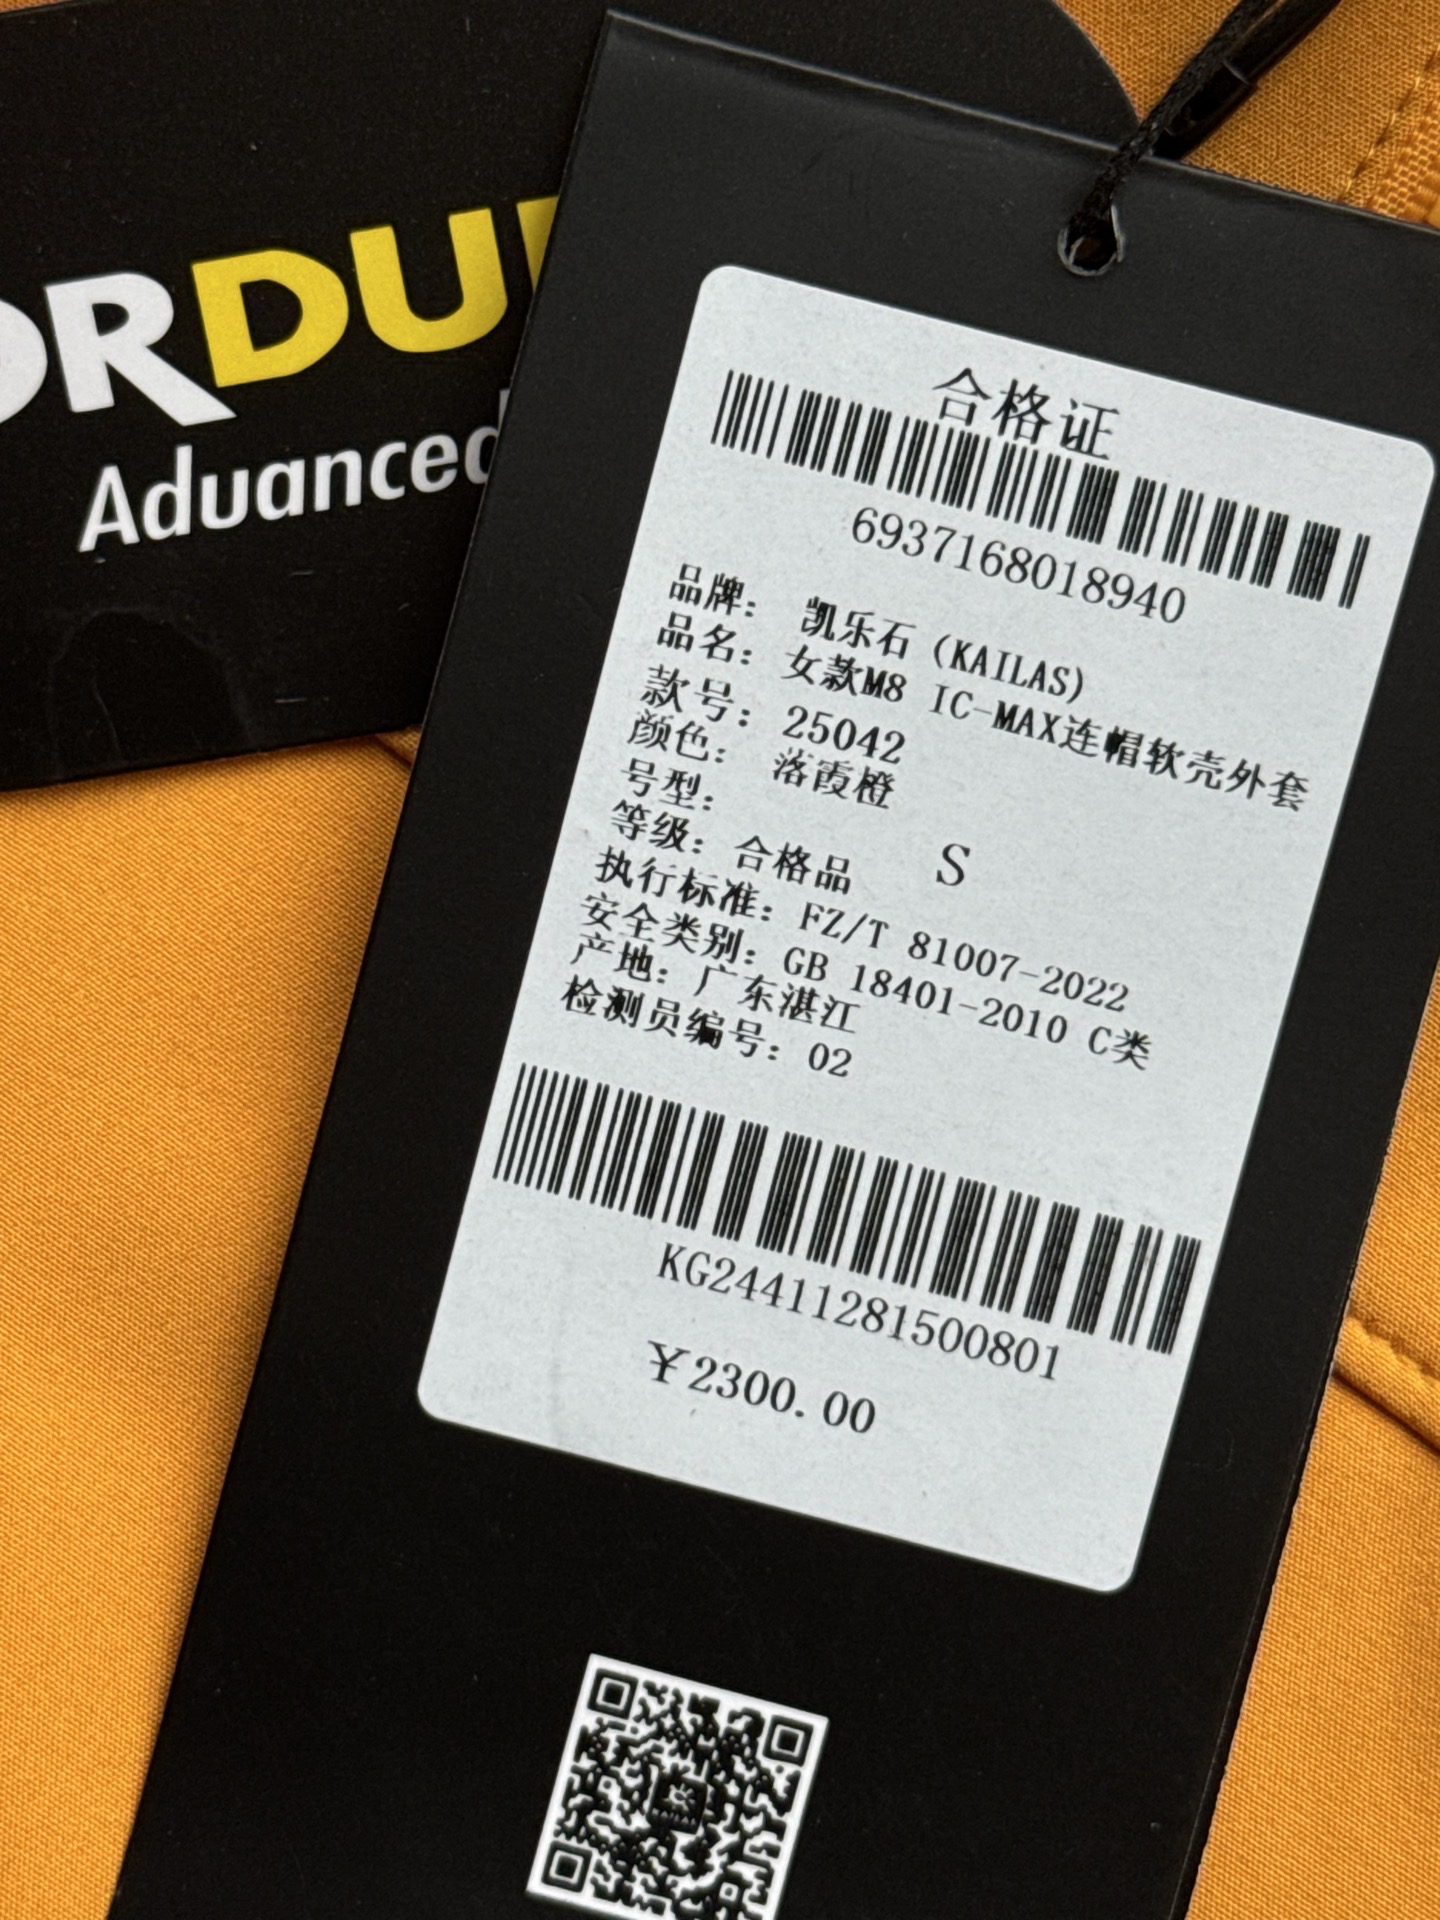 ORDU
Advanced
合格证
6937168018940
品牌： 凯乐石 (KAILAS)
品名： 女款M8 IC-MAX连帽软壳外套
款号： 25042
颜色： 落霞橙
号型： S
等级： 合格品
执行标准： FZ/T 81007-2022
安全类别： GB 18401-2010 C类
产地： 广东湛江
检测员编号： 02
KG24411281500801
￥2300.00